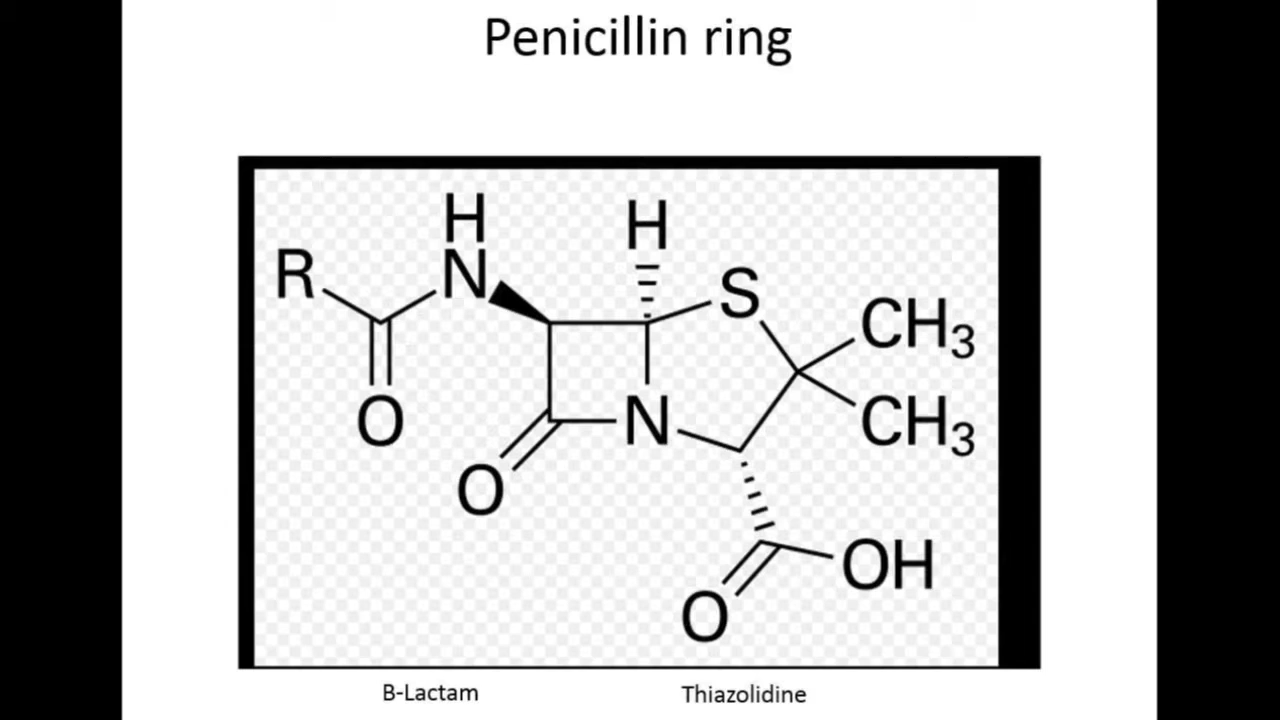 Penicillin ring
H
H
R
N
S
CH3
O
N
CH3
O
OH
O
B-Lactam
Thiazolidine